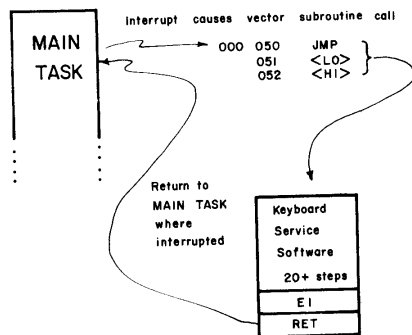 Interrupt causes vector subroutine call
MAIN
TASK
000 050 JMP
051 <LO>
052 <HI>
Return to
MAIN TASK
where
interrupted
Keyboard
Service
Software
20+ steps
EI
RET